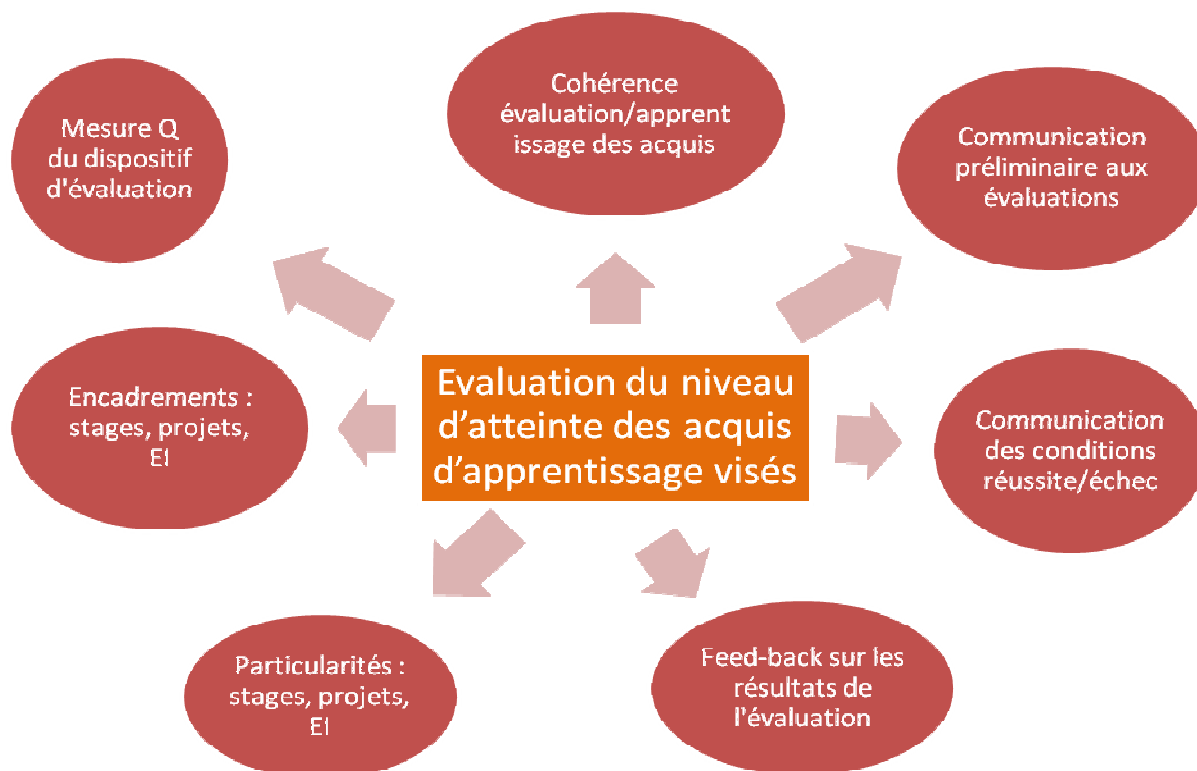 Cohérence
évaluation/apprent
issage des acquis
Mesure Q
du dispositif
d'évaluation
Communication
préliminaire aux
évaluations
Encadrements :
stages, projets,
EI
Evaluation du niveau
d’atteinte des acquis
d’apprentissage visés
Communication
des conditions
réussite/échec
Particularités :
stages, projets,
EI
Feed-back sur les
résultats de
l'évaluation